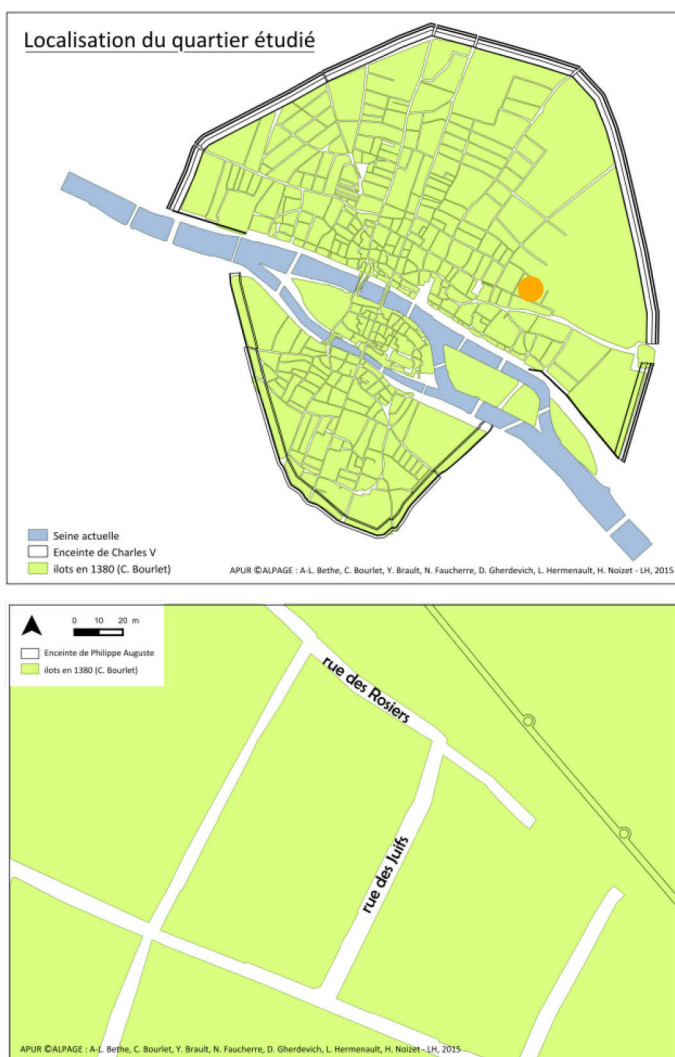 Localisation du quartier étudié
Seine actuelle
Enceinte de Charles V
ilots en 1380 (C. Bourlet)
APUR ©ALPAGE : A-L. Bethe, C. Bourlet, Y. Brault, N. Faucherre, D. Gherdevich, L. Hermenault, H. Noizet - LH, 2015
0 10 20 m
Enceinte de Philippe Auguste
ilots en 1380 (C. Bourlet)
rue des Rosiers
rue des Juifs
APUR ©ALPAGE : A-L. Bethe, C. Bourlet, Y. Brault, N. Faucherre, D. Gherdevich, L. Hermenault, H. Noizet - LH, 2015